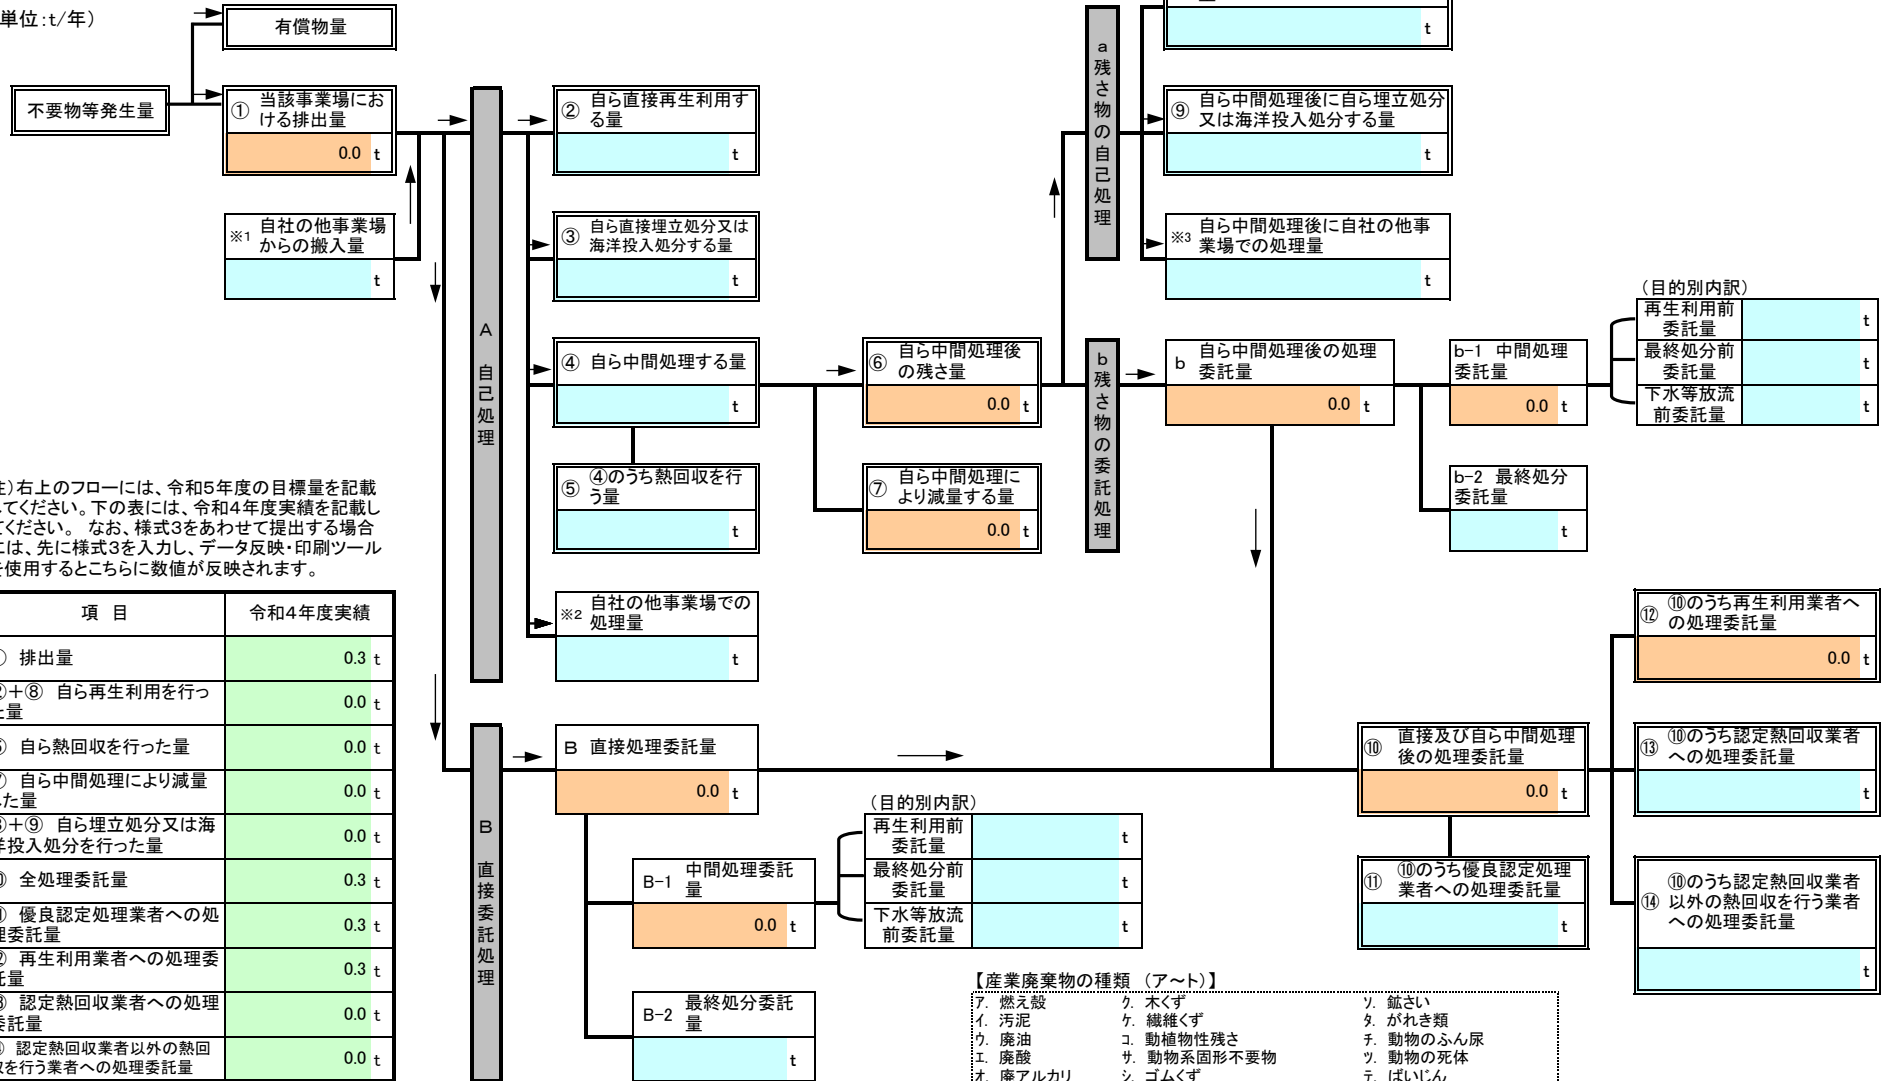 単位:t/年）
有償物量
不要物等発生量
① 当該事業場にお
ける排出量
0.0 t
※1 自社の他事業場
からの搬入量
t
A 自己処理
② 自ら直接再生利用す
る量
t
③ 自ら直接埋立処分又は
海洋投入処分する量
t
④ 自ら中間処理する量
t
⑤ ④のうち熱回収を行
う量
t
※2 自社の他事業場での
処理量
t
⑥ 自ら中間処理後
の残さ量
0.0 t
⑦ 自ら中間処理に
より減量する量
0.0 t
a 残さ物の自己処理
t
⑨ 自ら中間処理後に自ら埋立処分
又は海洋投入処分する量
t
※3 自ら中間処理後に自社の他事
業場での処理量
t
b 残さ物の委託処理
b 自ら中間処理後の処理
委託量
0.0 t
b-1 中間処理
委託量
0.0 t
（目的別内訳）
再生利用前
委託量
t
最終処分前
委託量
t
下水等放流
前委託量
t
b-2 最終処分
委託量
t
)右上のフローには、令和5年度の目標量を記載
してください。下の表には、令和4年度実績を記載し
てください。 なお、様式3をあわせて提出する場合
には、先に様式3を入力し、データ反映・印刷ツール
を使用するとこちらに数値が反映されます。
項 目 令和4年度実績
排出量 0.3 t
＋⑧ 自ら再生利用を行っ
た量 0.0 t
自ら熱回収を行った量 0.0 t
自ら中間処理により減量
した量 0.0 t
＋⑨ 自ら埋立処分又は海
洋投入処分を行った量 0.0 t
全処理委託量 0.3 t
優良認定処理業者への処
理委託量 0.3 t
再生利用業者への処理委
託量 0.3 t
認定熱回収業者への処理
委託量 0.0 t
認定熱回収業者以外の熱回
収を行う業者への処理委託量 0.0 t
B 直接委託処理
B 直接処理委託量
0.0 t
B-1 中間処理委託
量
0.0 t
（目的別内訳）
再生利用前
委託量
t
最終処分前
委託量
t
下水等放流
前委託量
t
B-2 最終処分委託
量
t
⑩ 直接及び自ら中間処理
後の処理委託量
0.0 t
⑪ ⑩のうち優良認定処理
業者への処理委託量
t
⑫ ⑩のうち再生利用業者へ
の処理委託量
0.0 t
⑬ ⑩のうち認定熱回収業者
への処理委託量
t
⑭ ⑩のうち認定熱回収業者
以外の熱回収を行う業者
への処理委託量
t
【産業廃棄物の種類 （ア～ト）】
ア. 燃え殻 ク. 木くず ソ. 鉱さい
イ. 汚泥 ケ. 繊維くず タ. がれき類
ウ. 廃油 コ. 動植物性残さ チ. 動物のふん尿
エ. 廃酸 サ. 動物系固形不要物 ツ. 動物の死体
オ. 廃アルカリ シ. ゴムくず テ. ばいじん